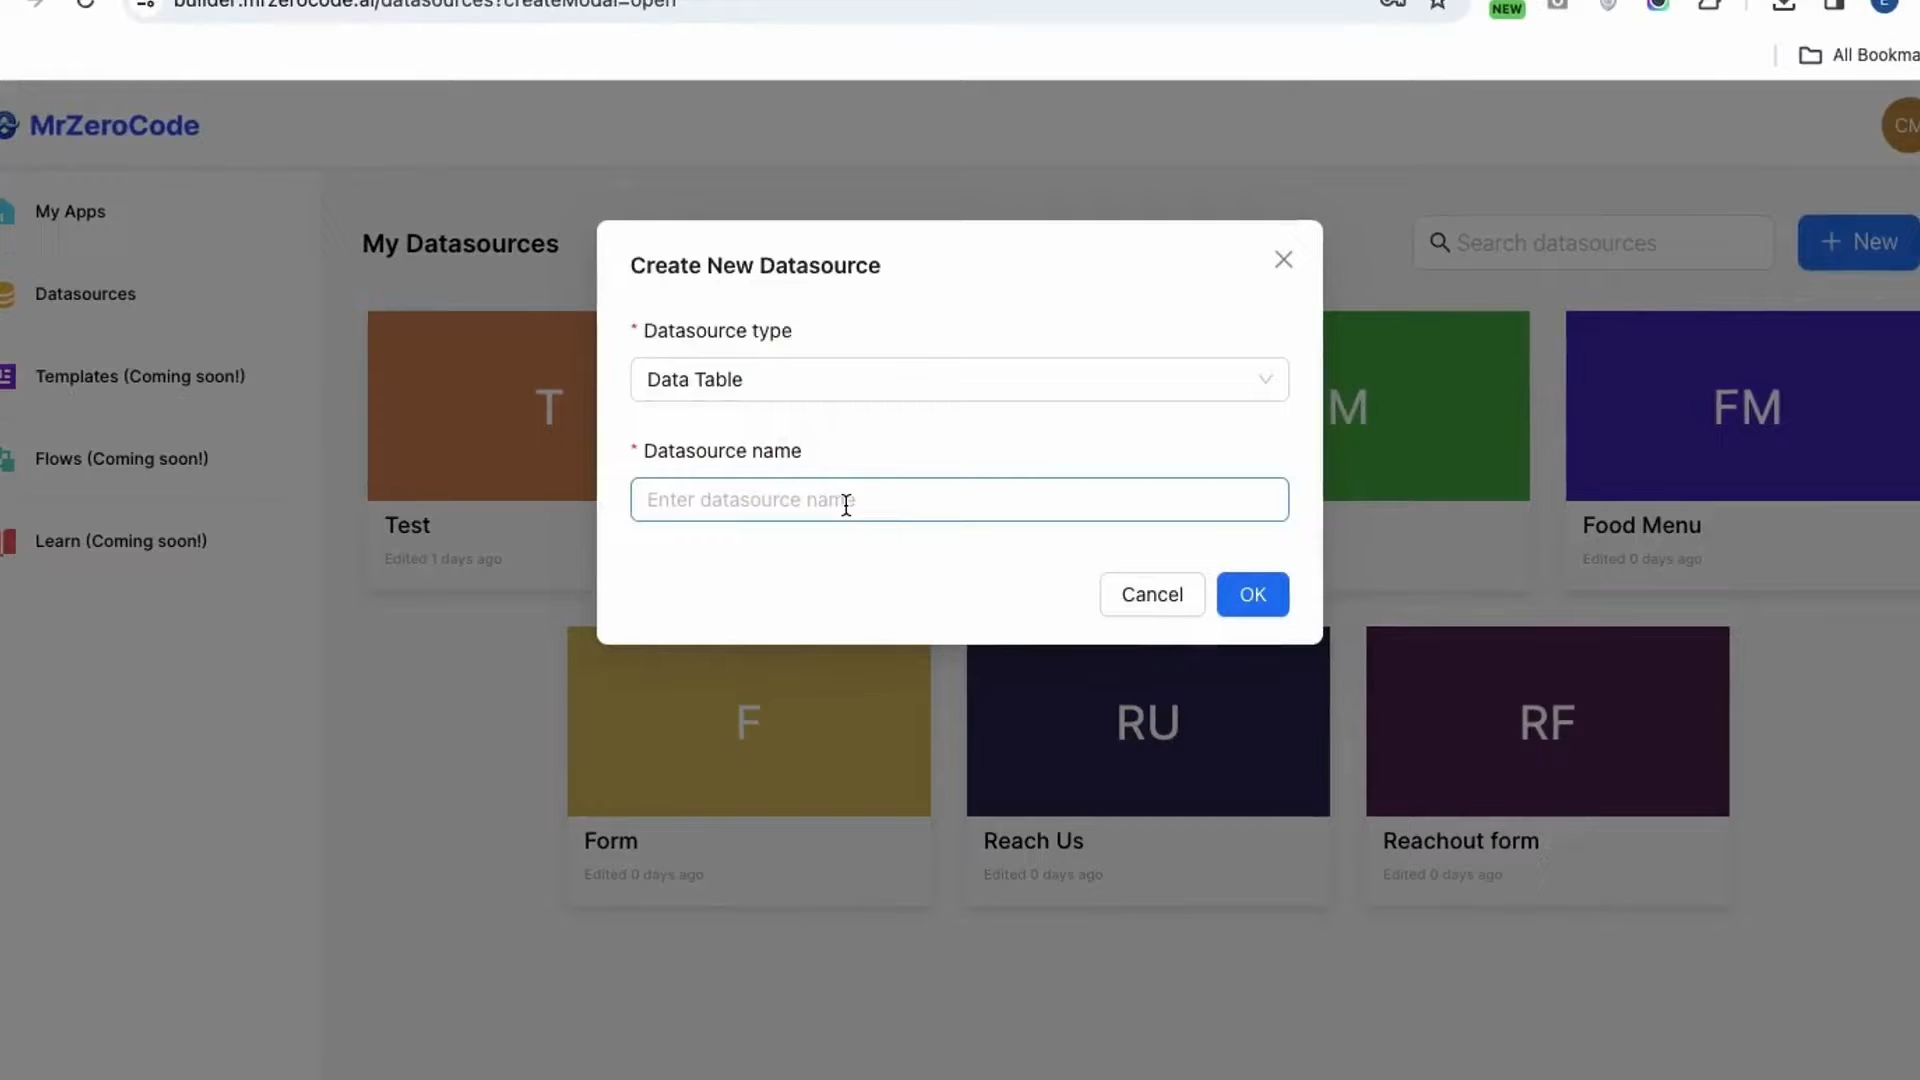 builder.mrzerocode.ai/datasources?createModal=open
NEW
All Bookma
MrZeroCode
CM
My Apps
Datasources
Templates (Coming soon!)
Flows (Coming soon!)
Learn (Coming soon!)
My Datasources
Search datasources
+ New
Create New Datasource
* Datasource type
Data Table
* Datasource name
Enter datasource name
Cancel
OK
T
Test
Edited 1 days ago
M
FM
Food Menu
Edited 0 days ago
F
Form
Edited 0 days ago
RU
Reach Us
Edited 0 days ago
RF
Reachout form
Edited 0 days ago